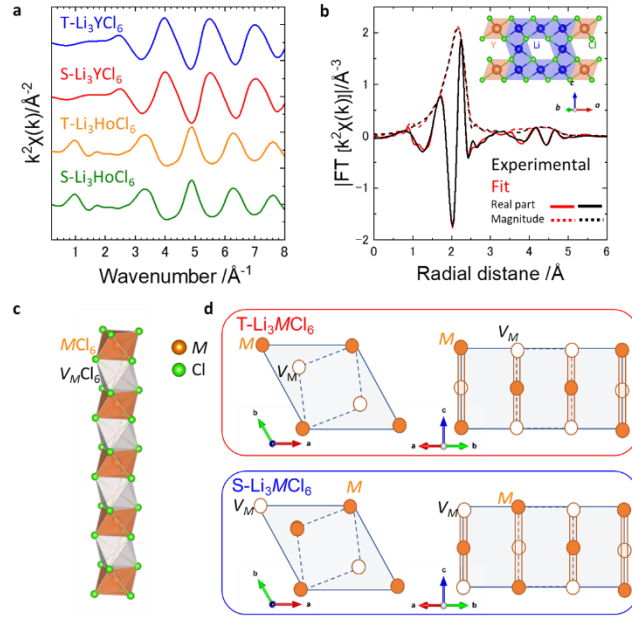 a
T-Li3YCl6
S-Li3YCl6
T-Li3HoCl6
S-Li3HoCl6
k²χ(k)/Å⁻²
0 1 2 3 4 5 6 7 8
Wavenumber /Å⁻¹
b
|FT [k²χ(k)]|/Å⁻³
2
1
0
−1
−2
Y Li Cl
c
b a
Experimental
Fit
Real part
Magnitude
0 1 2 3 4 5 6
Radial distane /Å
c
MCl6
VMCl6
M
Cl
d
T-Li3MCl6
M
VM
b
a
VM
c
a b
S-Li3MCl6
VM
M
b
a
VM
M
c
a b